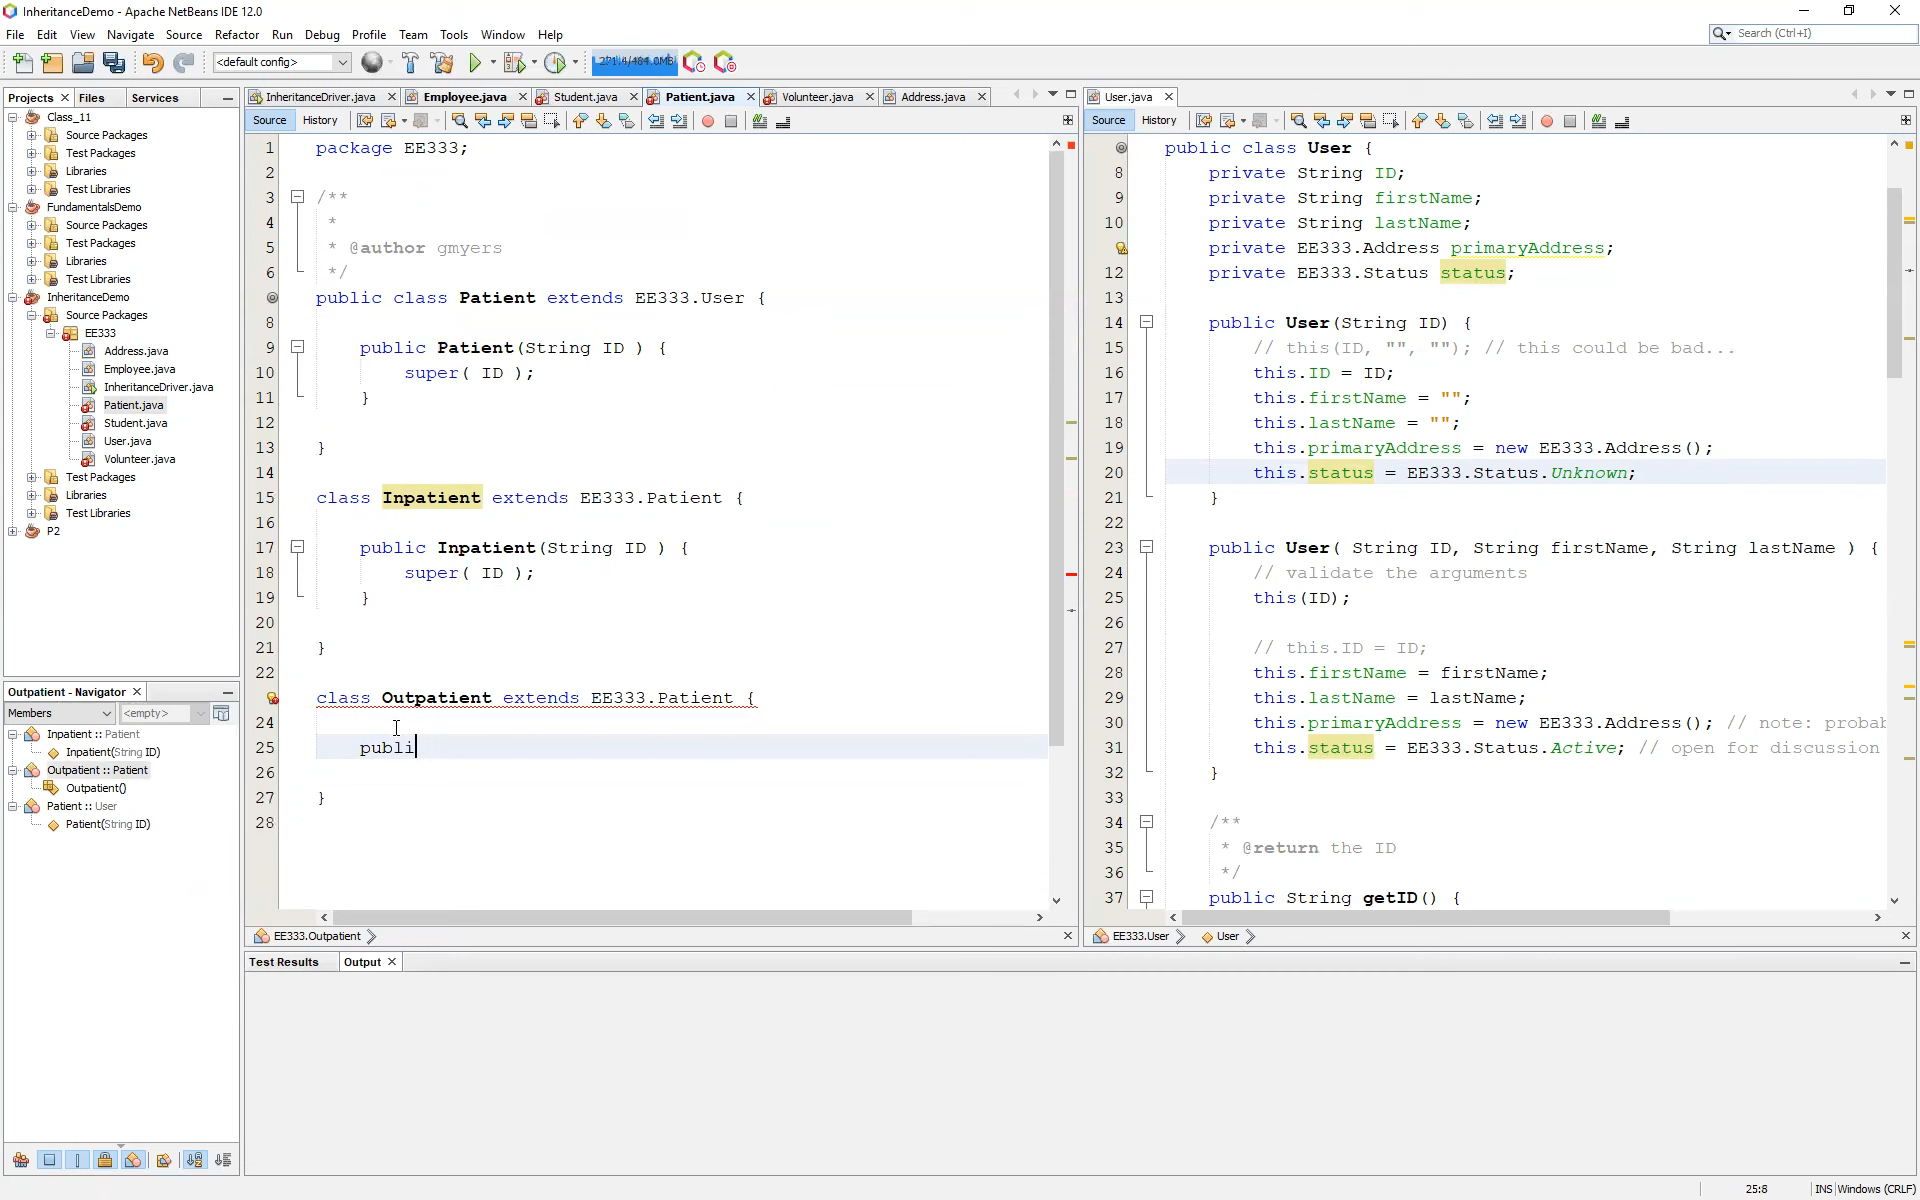 InheritanceDemo - Apache NetBeans IDE 12.0
File Edit View Navigate Source Refactor Run Debug Profile Team Tools Window Help
Search (Ctrl+I)
<default config>
271.4/484.0MB
Projects Files Services
Class_11
Source Packages
Test Packages
Libraries
Test Libraries
FundamentalsDemo
Source Packages
Test Packages
Libraries
Test Libraries
InheritanceDemo
Source Packages
EE333
Address.java
Employee.java
InheritanceDriver.java
Patient.java
Student.java
User.java
Volunteer.java
Test Packages
Libraries
Test Libraries
P2
Outpatient - Navigator
Members <empty>
Inpatient :: Patient
Inpatient(String ID)
Outpatient :: Patient
Outpatient()
Patient :: User
Patient(String ID)
InheritanceDriver.java Employee.java Student.java Patient.java Volunteer.java Address.java
Source History
1 package EE333;
2
3 /**
4 *
5 * @author gmyers
6 */
public class Patient extends EE333.User {
8
9 public Patient(String ID ) {
10 super( ID );
11 }
12
13 }
14
15 class Inpatient extends EE333.Patient {
16
17 public Inpatient(String ID ) {
18 super( ID );
19 }
20
21 }
22
class Outpatient extends EE333.Patient {
24
25 publi
26
27 }
28
EE333.Outpatient
User.java
Source History
public class User {
8 private String ID;
9 private String firstName;
10 private String lastName;
private EE333.Address primaryAddress;
12 private EE333.Status status;
13
14 public User(String ID) {
15 // this(ID, "", ""); // this could be bad...
16 this.ID = ID;
17 this.firstName = "";
18 this.lastName = "";
19 this.primaryAddress = new EE333.Address();
20 this.status = EE333.Status.Unknown;
21 }
22
23 public User( String ID, String firstName, String lastName ) {
24 // validate the arguments
25 this(ID);
26
27 // this.ID = ID;
28 this.firstName = firstName;
29 this.lastName = lastName;
30 this.primaryAddress = new EE333.Address(); // note: probab
31 this.status = EE333.Status.Active; // open for discussion
32 }
33
34 /**
35 * @return the ID
36 */
37 public String getID() {
EE333.User User
Test Results Output
25:8 INS Windows (CRLF)